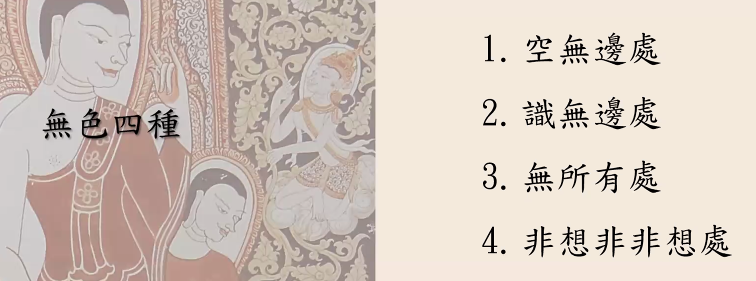 無色四種
1. 空無邊處
2. 識無邊處
3. 無所有處
4. 非想非非想處